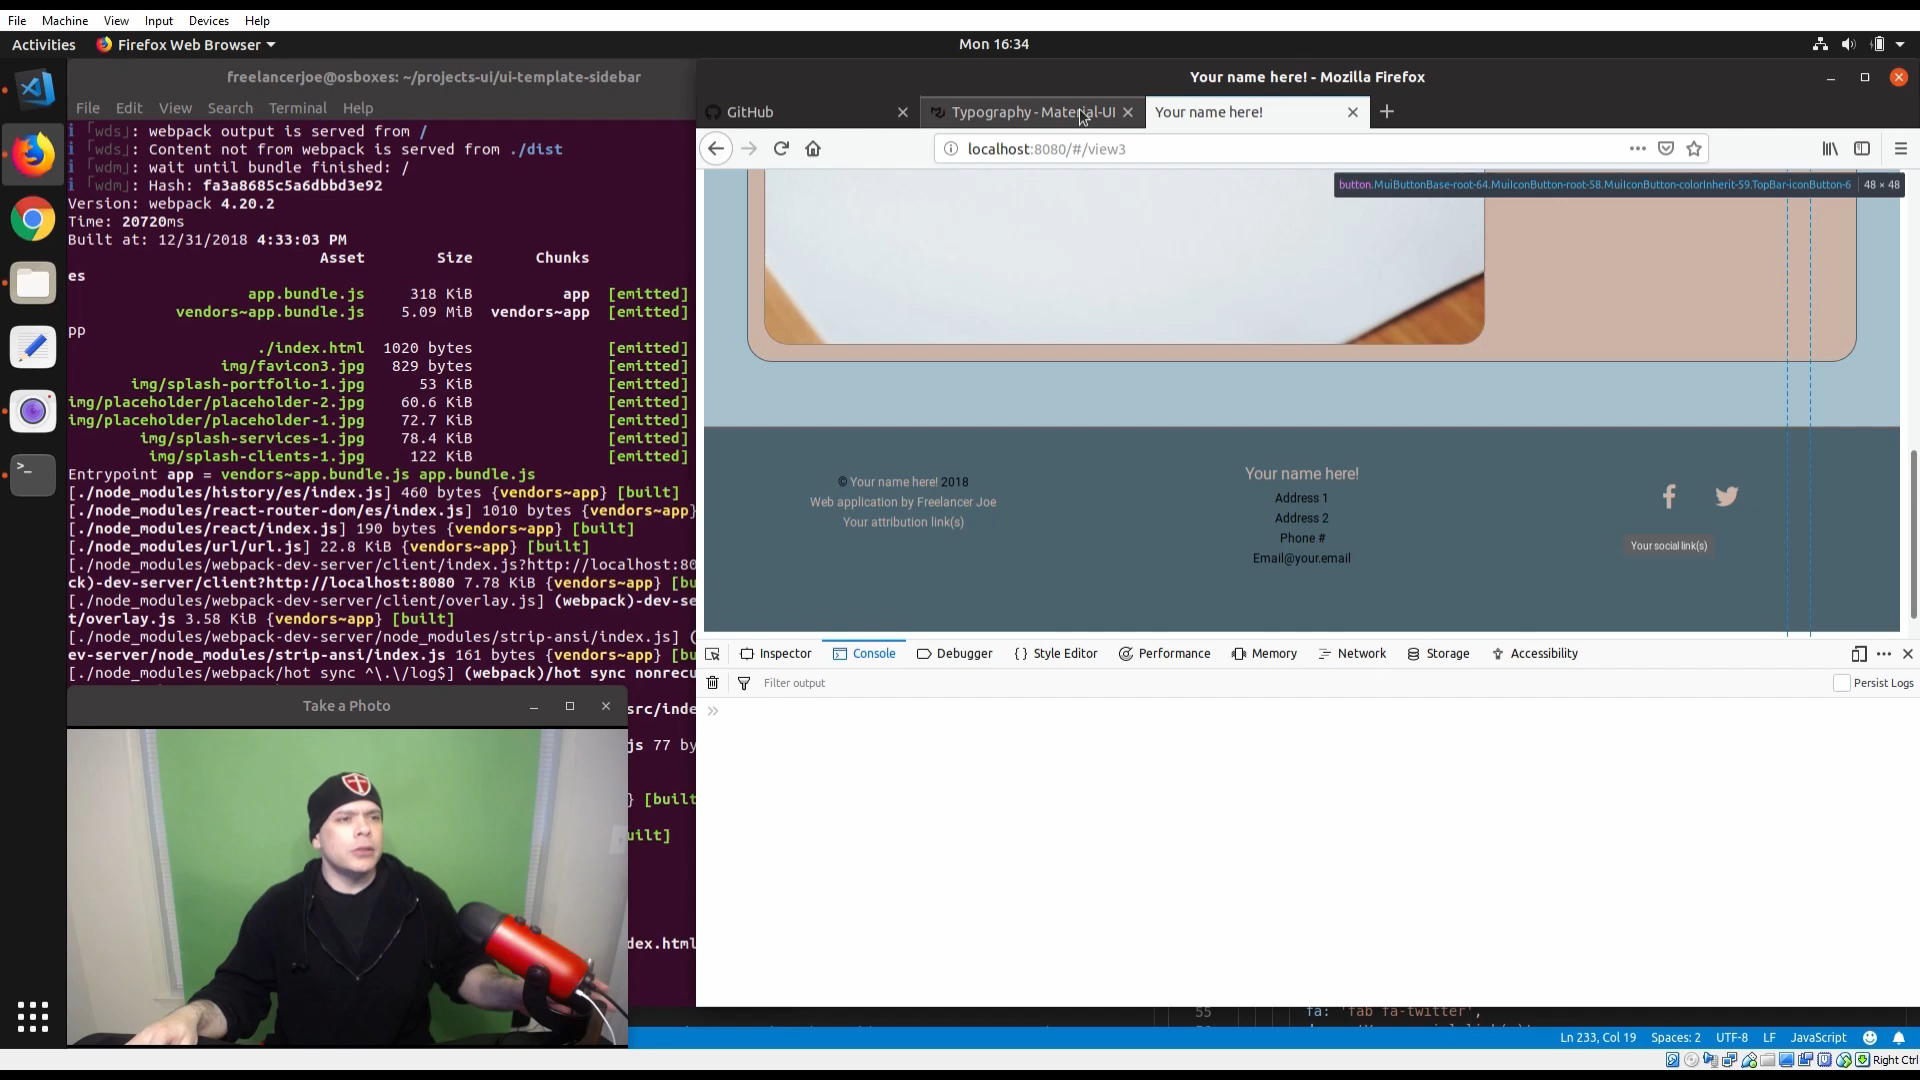 File Machine View Input Devices Help
Activities Firefox Web Browser Mon 16:34
freelancerjoe@osboxes: ~/projects-ui/ui-template-sidebar
File Edit View Search Terminal Help
ℹ ｢wds｣: webpack output is served from /
ℹ ｢wds｣: Content not from webpack is served from ./dist
ℹ ｢wdm｣: wait until bundle finished: /
ℹ ｢wdm｣: Hash: fa3a8685c5a6dbbd3e92
Version: webpack 4.20.2
Time: 20720ms
Built at: 12/31/2018 4:33:03 PM
Asset Size Chunks
es
app.bundle.js 318 KiB app [emitted]
vendors~app.bundle.js 5.09 MiB vendors~app [emitted]
pp
./index.html 1020 bytes [emitted]
img/favicon3.jpg 829 bytes [emitted]
img/splash-portfolio-1.jpg 53 KiB [emitted]
img/placeholder/placeholder-2.jpg 60.6 KiB [emitted]
img/placeholder/placeholder-1.jpg 72.7 KiB [emitted]
img/splash-services-1.jpg 78.4 KiB [emitted]
img/splash-clients-1.jpg 122 KiB [emitted]
Entrypoint app = vendors~app.bundle.js app.bundle.js
[./node_modules/history/es/index.js] 460 bytes {vendors~app} [built]
[./node_modules/react-router-dom/es/index.js] 1010 bytes {vendors~app}
[./node_modules/react/index.js] 190 bytes {vendors~app} [built]
[./node_modules/url/url.js] 22.8 KiB {vendors~app} [built]
[./node_modules/webpack-dev-server/client/index.js?http://localhost:80
ck)-dev-server/client?http://localhost:8080 7.78 KiB {vendors~app} [bu
[./node_modules/webpack-dev-server/client/overlay.js] (webpack)-dev-se
t/overlay.js 3.58 KiB {vendors~app} [built]
[./node_modules/webpack-dev-server/node_modules/strip-ansi/index.js] (
ev-server/node_modules/strip-ansi/index.js 161 bytes {vendors~app} [bu
[./node_modules/webpack/hot sync ^\.\/log$] (webpack)/hot sync nonrecu
src/inde
js 77 by
} [built
uilt]
dex.html
Take a Photo
Your name here! - Mozilla Firefox
GitHub
Typography - Material-UI
Your name here!
localhost:8080/#/view3
button.MuiButtonBase-root-64.MuiIconButton-root-58.MuiIconButton-colorInherit-59.TopBar-iconButton-6 48 × 48
© Your name here! 2018
Web application by Freelancer Joe
Your attribution link(s)
Your name here!
Address 1
Address 2
Phone #
Email@your.email
Your social link(s)
Inspector Console Debugger Style Editor Performance Memory Network Storage Accessibility
Filter output
Persist Logs
55 fa: 'fab fa-twitter',
Ln 233, Col 19 Spaces: 2 UTF-8 LF JavaScript
Right Ctrl